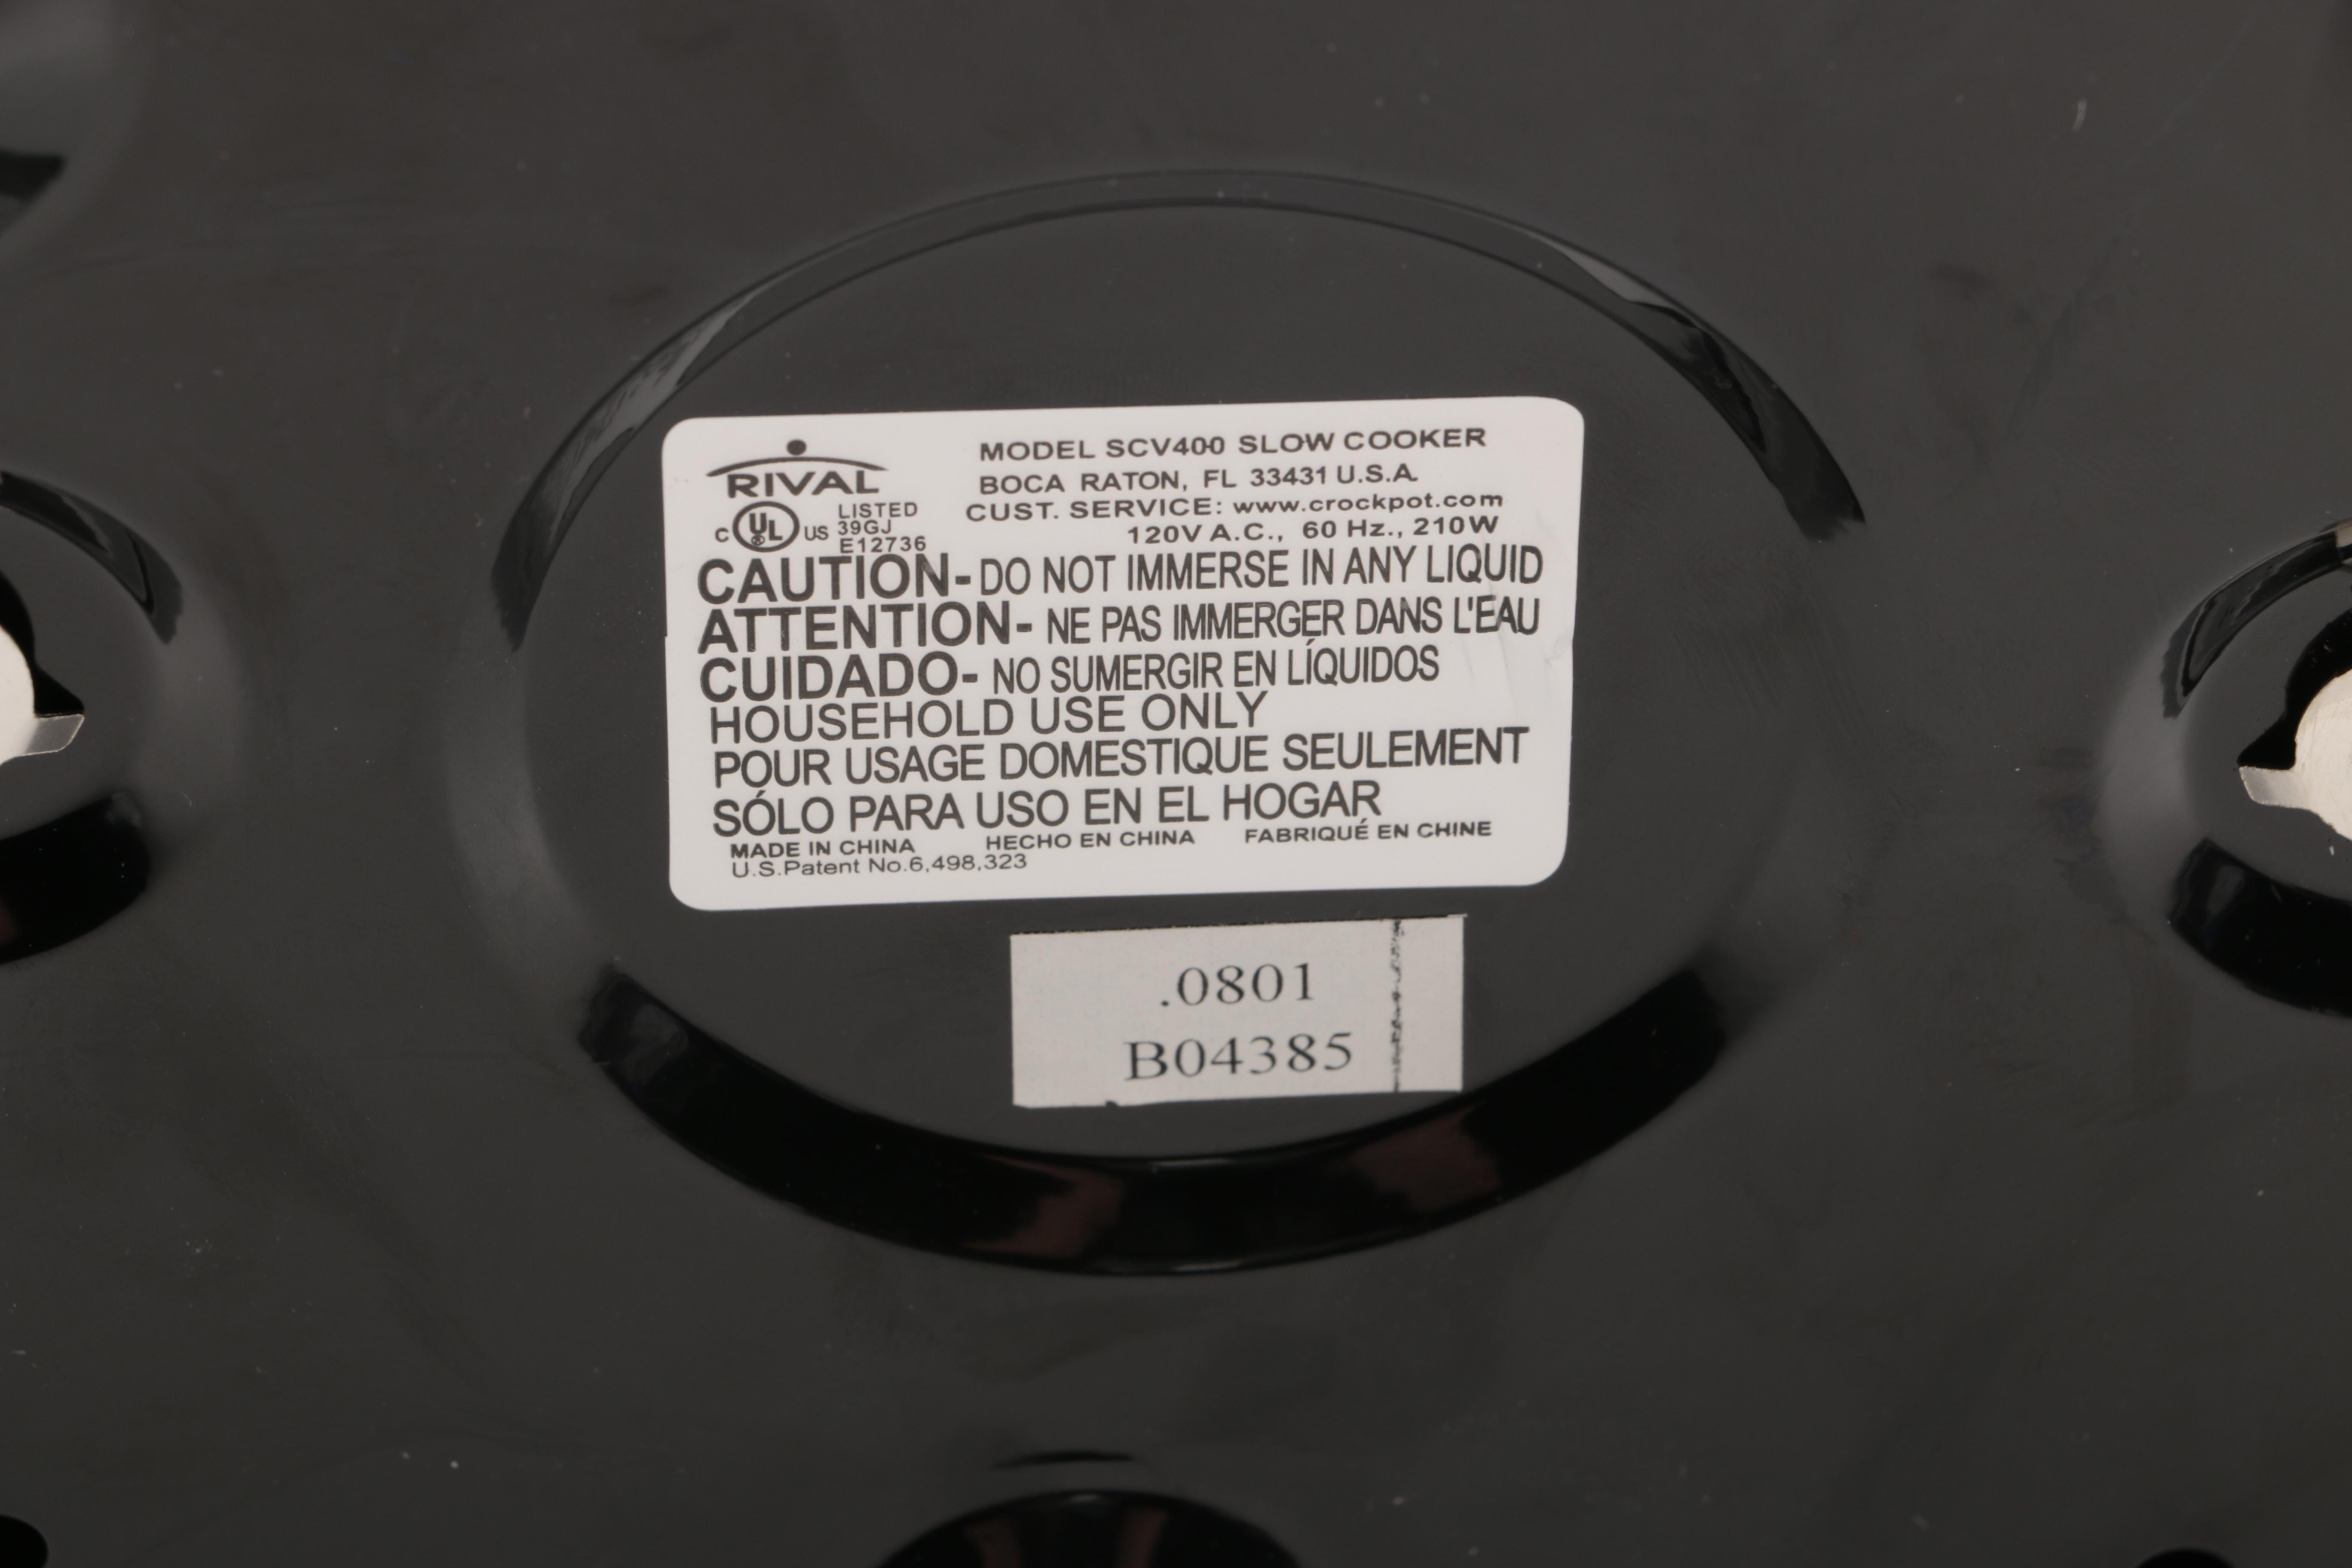 RIVAL
C UL ® US LISTED
39GJ
E12736
MODEL SCV400 SLOW COOKER
BOCA RATON, FL 33431 U.S.A.
CUST. SERVICE: www.crockpot.com
120V A.C., 60 Hz., 210W
CAUTION- DO NOT IMMERSE IN ANY LIQUID
ATTENTION- NE PAS IMMERGER DANS L'EAU
CUIDADO- NO SUMERGIR EN LÍQUIDOS
HOUSEHOLD USE ONLY
POUR USAGE DOMESTIQUE SEULEMENT
SÓLO PARA USO EN EL HOGAR
MADE IN CHINA HECHO EN CHINA FABRIQUÉ EN CHINE
U.S.Patent No.6,498,323
.0801
B04385